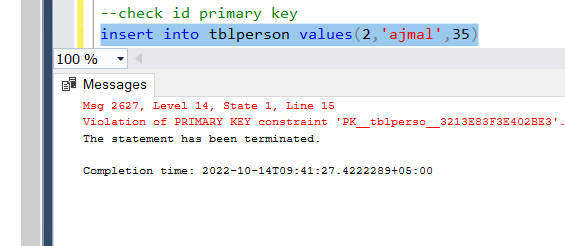 --check id primary key
insert into tblperson values(2,'ajmal',35)
100 %
Messages
Msg 2627, Level 14, State 1, Line 15
Violation of PRIMARY KEY constraint 'PK__tblperso__3213E83F3E402BE3'.
The statement has been terminated.
Completion time: 2022-10-14T09:41:27.4222289+05:00